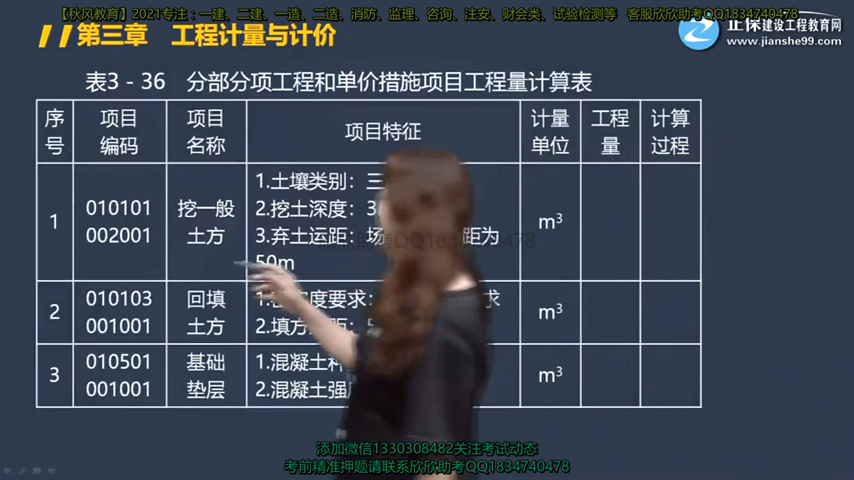 【秋风教育】2021专注：一建、二建、一造、二造、消防、监理、咨询、注安、财会类、试验检测等 客服欣欣助考QQ1834740478
第三章 工程计量与计价
正保建设工程教育网
www.jianshe99.com
表3－36 分部分项工程和单价措施项目工程量计算表
序号 项目编码 项目名称 项目特征 计量单位 工程量 计算过程
1 010101002001 挖一般土方 m³
1.土壤类别：三
2.挖土深度：3
3.弃土运距：场 距为
50m
2 010103001001 回填土方 m³
度要求： 求
2.填方 距：
3 010501001001 基础垫层 m³
1.混凝土种
2.混凝土强
QQ1834740478
添加微信1330308482关注考试动态
考前精准押题请联系欣欣助考QQ1834740478